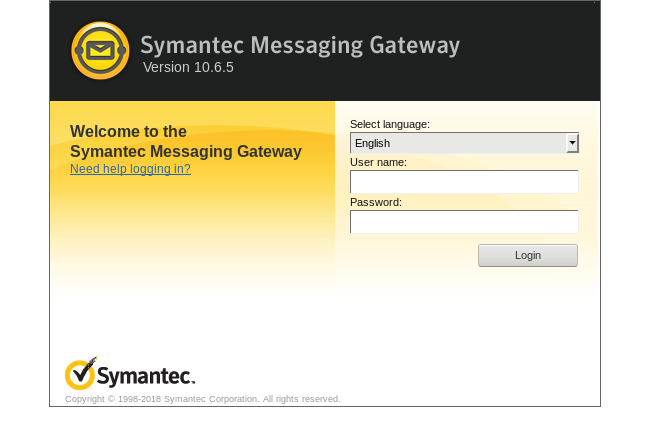 Symantec Messaging Gateway
Version 10.6.5
Welcome to the
Symantec Messaging Gateway
Need help logging in?
Select language:
English
User name:
Password:
Login
Symantec.
Copyright © 1998-2018 Symantec Corporation. All rights reserved.